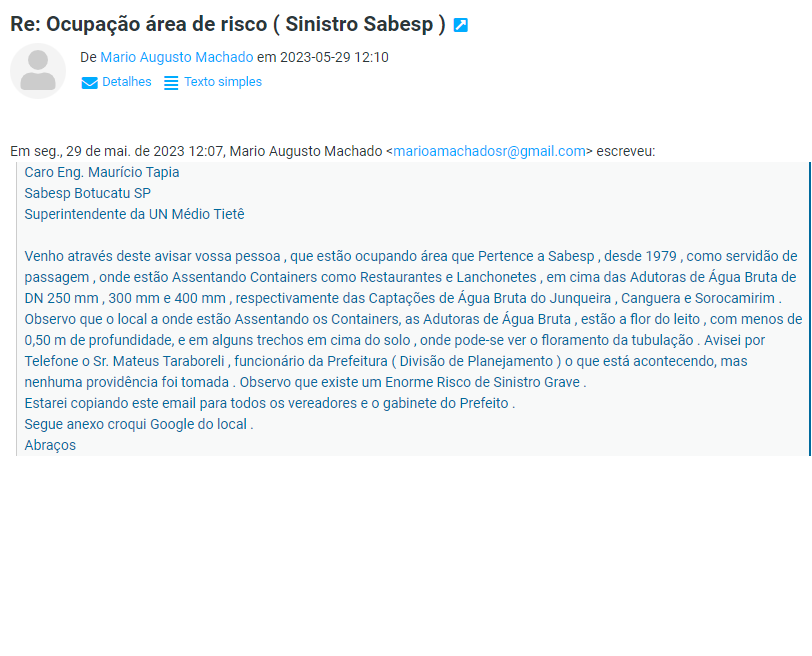 Re: Ocupação área de risco ( Sinistro Sabesp )
De Mario Augusto Machado em 2023-05-29 12:10
Detalhes Texto simples
Em seg., 29 de mai. de 2023 12:07, Mario Augusto Machado <marioamachadosr@gmail.com> escreveu:
Caro Eng. Maurício Tapia
Sabesp Botucatu SP
Superintendente da UN Médio Tietê
Venho através deste avisar vossa pessoa , que estão ocupando área que Pertence a Sabesp , desde 1979 , como servidão de
passagem , onde estão Assentando Containers como Restaurantes e Lanchonetes , em cima das Adutoras de Água Bruta de
DN 250 mm , 300 mm e 400 mm , respectivamente das Captações de Água Bruta do Junqueira , Canguera e Sorocamirim .
Observo que o local a onde estão Assentando os Containers, as Adutoras de Água Bruta , estão a flor do leito , com menos de
0,50 m de profundidade, e em alguns trechos em cima do solo , onde pode-se ver o floramento da tubulação . Avisei por
Telefone o Sr. Mateus Taraboreli , funcionário da Prefeitura ( Divisão de Planejamento ) o que está acontecendo, mas
nenhuma providência foi tomada . Observo que existe um Enorme Risco de Sinistro Grave .
Estarei copiando este email para todos os vereadores e o gabinete do Prefeito .
Segue anexo croqui Google do local .
Abraços